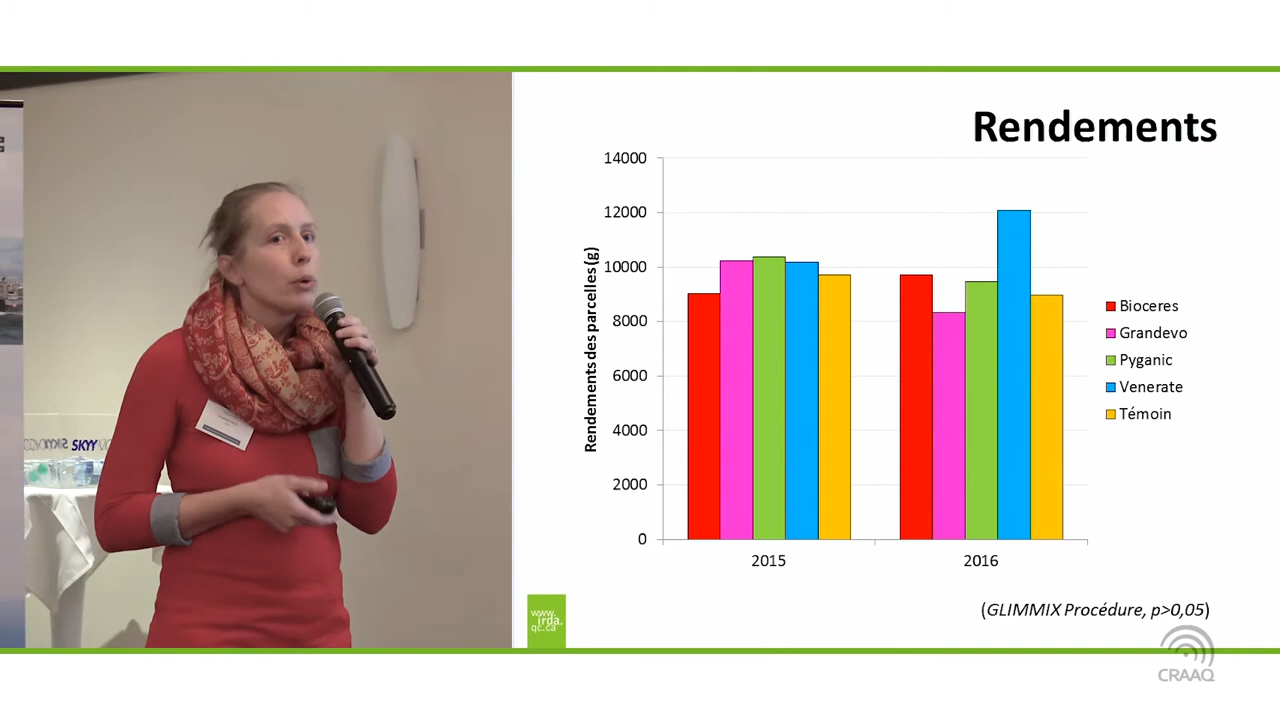 Rendements
14000
12000
10000
8000
6000
4000
2000
0
Rendements des parcelles(g)
2015
2016
Bioceres
Grandevo
Pyganic
Venerate
Témoin
(GLIMMIX Procédure, p>0,05)
www.
irda.
qc.ca
CRAAQ
SKYY